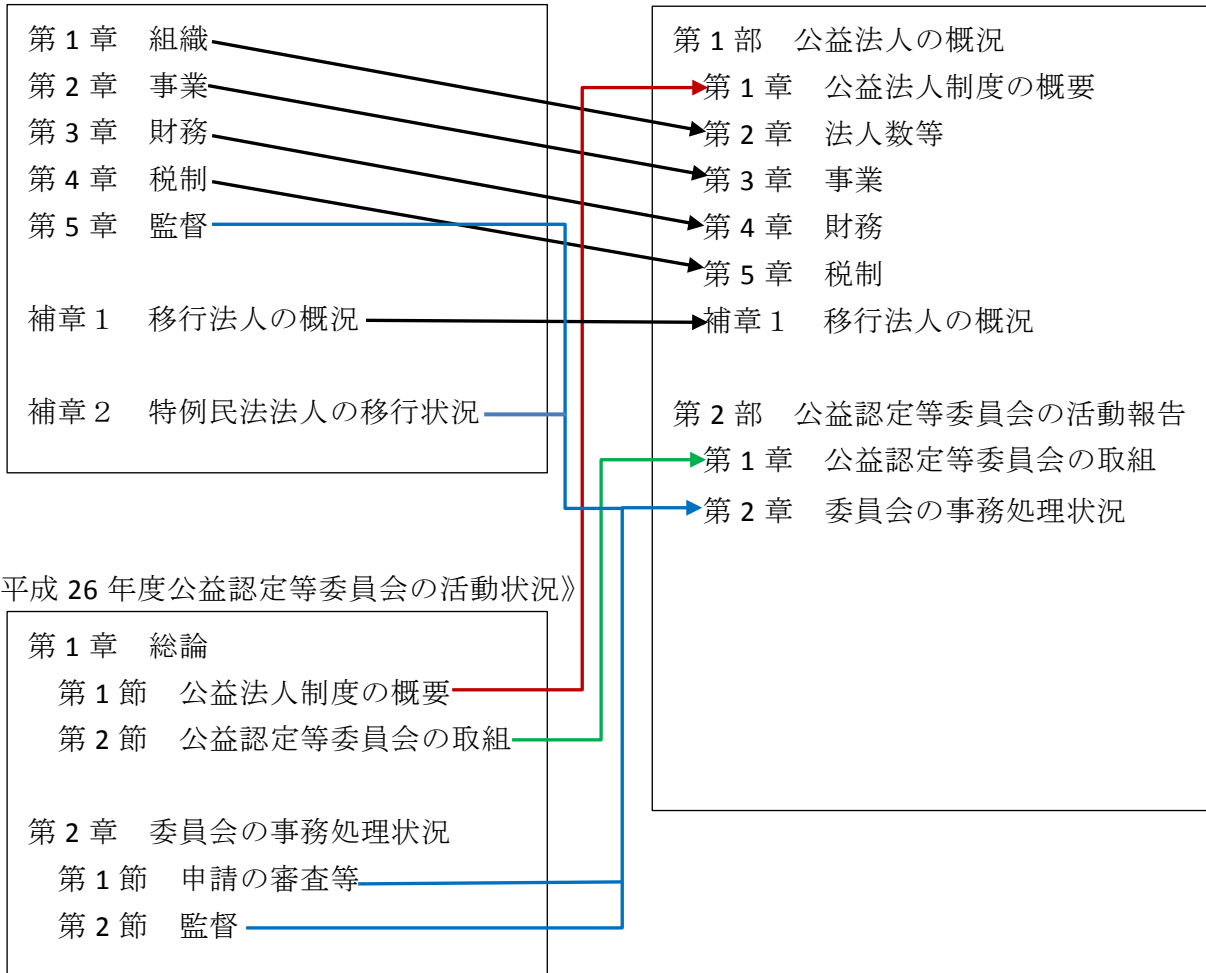 第1章 組織
第2章 事業
第3章 財務
第4章 税制
第5章 監督
補章１ 移行法人の概況
補章２ 特例民法法人の移行状況
平成26年度公益認定等委員会の活動状況》
第1章 総論
第1節 公益法人制度の概要
第2節 公益認定等委員会の取組
第2章 委員会の事務処理状況
第1節 申請の審査等
第2節 監督
第1部 公益法人の概況
第1章 公益法人制度の概要
第2章 法人数等
第3章 事業
第4章 財務
第5章 税制
補章１ 移行法人の概況
第2部 公益認定等委員会の活動報告
第1章 公益認定等委員会の取組
第2章 委員会の事務処理状況